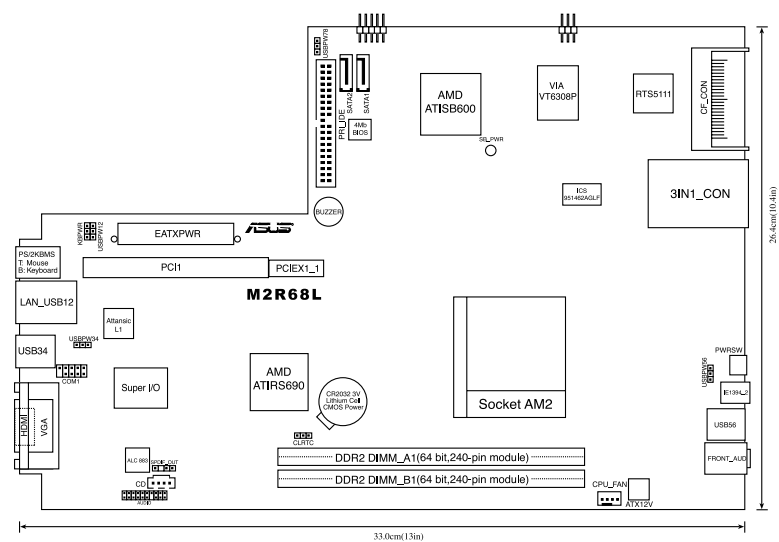 USBPW78
SATA2
SATA1
PRI_IDE
4Mb
BIOS
AMD
ATISB600
VIA
VT6308P
RTS5111
CF_CON
SB_PWR
ICS
951462AGLF
3IN1_CON
BUZZER
KBPWR
USBPW12
EATXPWR
ASUS
PS/2KBMS
T: Mouse
B: Keyboard
PCI1
PCIEX1_1
M2R68L
LAN_USB12
Attansic
L1
USBPW34
USB34
COM1
Super I/O
AMD
ATIRS690
CR2032 3V
Lithium Cell
CMOS Power
CLRTC
Socket AM2
PWRSW
USBPW56
IE1394_2
USB56
FRONT_AUD
HDMI
VGA
ALC 883
SPDIF_OUT
CD
AUDIO
DDR2 DIMM_A1(64 bit,240-pin module)
DDR2 DIMM_B1(64 bit,240-pin module)
CPU_FAN
ATX12V
33.0cm(13in)
26.4cm(10.4in)